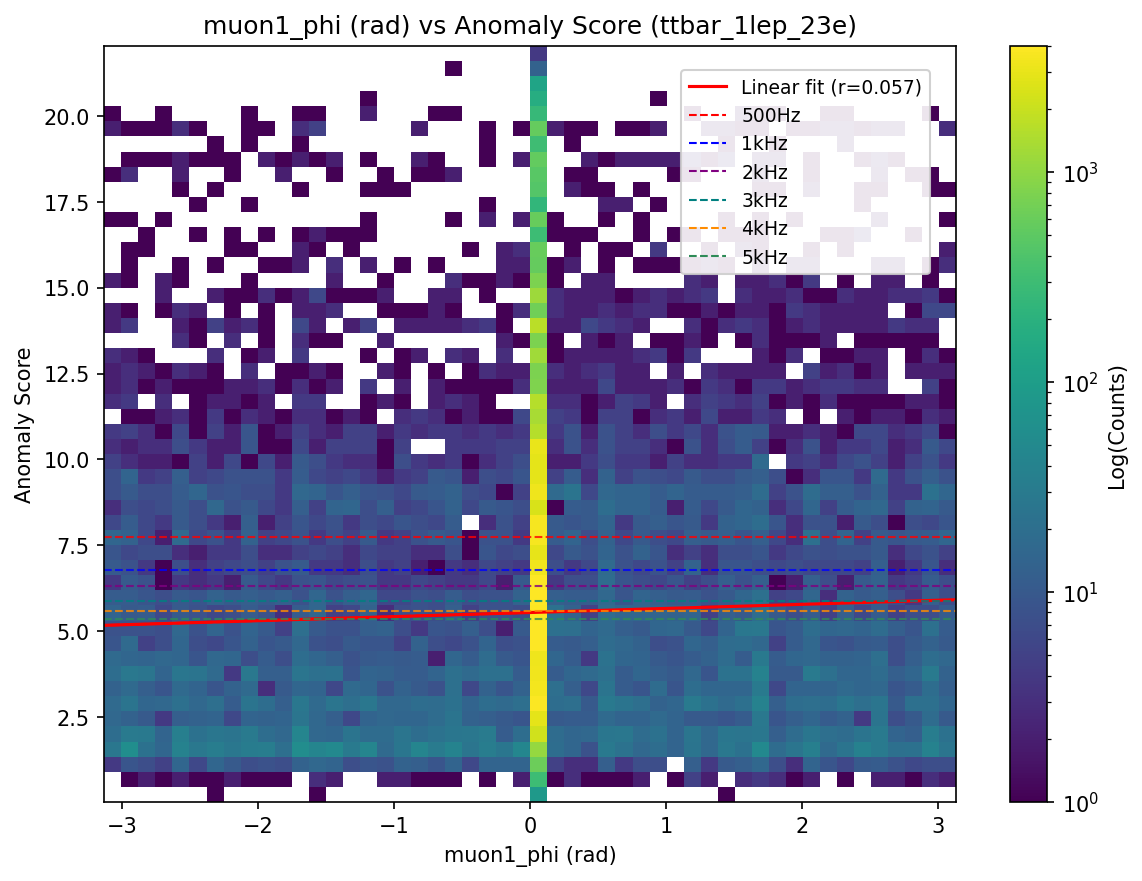 muon1_phi (rad) vs Anomaly Score (ttbar_1lep_23e)
Linear fit (r=0.057)
500Hz
1kHz
2kHz
3kHz
4kHz
5kHz
Anomaly Score
20.0
17.5
15.0
12.5
10.0
7.5
5.0
2.5
−3
−2
−1
0
1
2
3
muon1_phi (rad)
10³
10²
10¹
10⁰
Log(Counts)